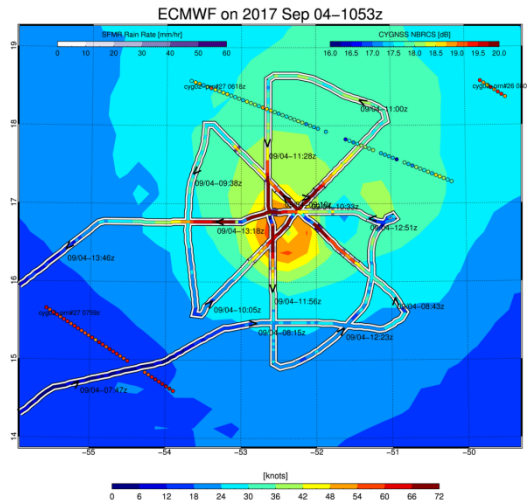 ECMWF on 2017 Sep 04-1053z
SFMR Rain Rate [mm/hr]
0 10 20 30 40 50 60
CYGNSS NBRCS [dB]
16.0 16.5 17.0 17.5 18.0 18.5 19.0 19.5 20.0
19
18
17
16
15
14
09/04-11:00z
09/04-11:28z
09/04-09:38z
09/04-12:51z
09/04-13:18z
09/04-13:46z
09/04-11:56z
09/04-10:05z
09/04-08:43z
09/04-08:15z
09/04-12:23z
09/04-07:47z
-55 -54 -53 -52 -51 -50
[knots]
0 6 12 18 24 30 36 42 48 54 60 66 72